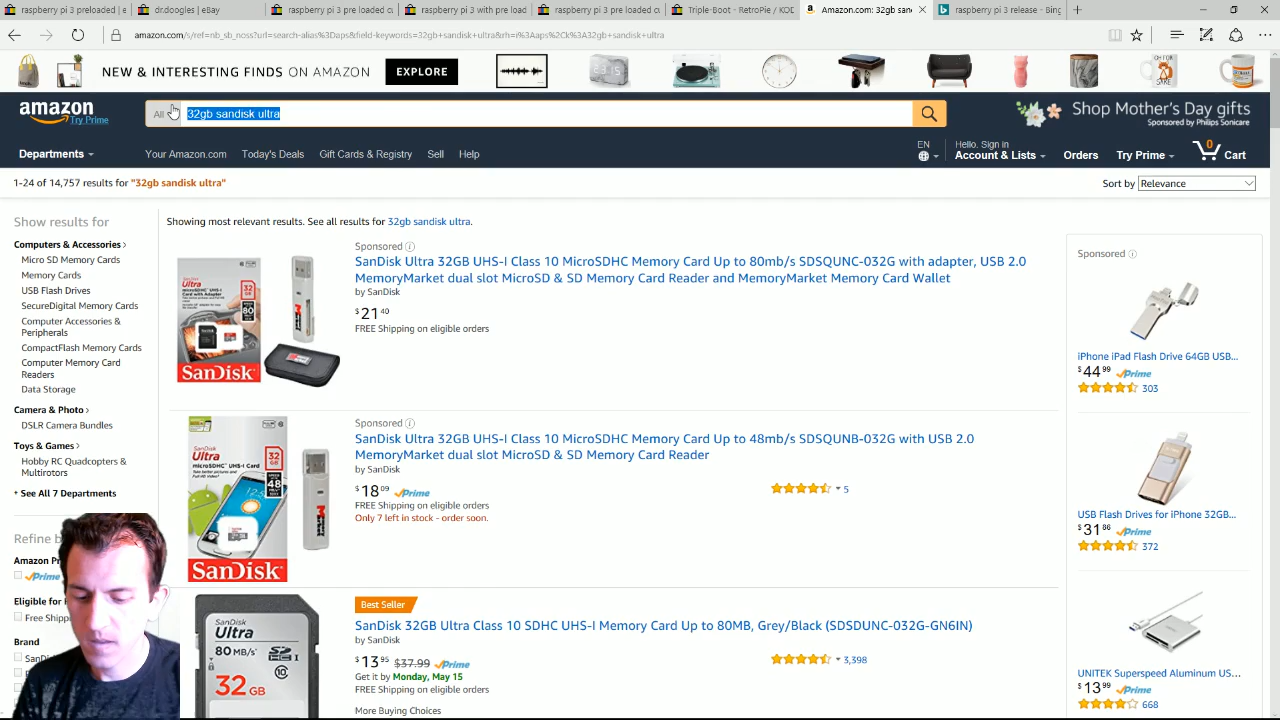 raspberry pi 3 preloaded | e
dr.doogles | eBay
raspberry pi 3 pre loaded cu
raspberry pi 3 with pre load
raspberry pi 3 pre loaded cu
Triple-Boot - RetroPie / KOD
Amazon.com: 32gb san
raspberry pi 3 release - Bing
amazon.com/s/ref=nb_sb_noss?url=search-alias%3Daps&field-keywords=32gb+sandisk+ultra&rh=i%3Aaps%2Ck%3A32gb+sandisk+ultra
NEW & INTERESTING FINDS ON AMAZON
EXPLORE
amazon
Try Prime
All
32gb sandisk ultra
Shop Mother's Day gifts
Sponsored by Philips Sonicare
Departments
Your Amazon.com
Today's Deals
Gift Cards & Registry
Sell
Help
EN
Hello. Sign in
Account & Lists
Orders
Try Prime
0
Cart
1-24 of 14,757 results for "32gb sandisk ultra"
Sort by
Relevance
Show results for
Computers & Accessories
Micro SD Memory Cards
Memory Cards
USB Flash Drives
SecureDigital Memory Cards
Computer Accessories &
Peripherals
CompactFlash Memory Cards
Computer Memory Card
Readers
Data Storage
Camera & Photo
DSLR Camera Bundles
Toys & Games
Hobby RC Quadcopters &
Multirotors
+ See All 7 Departments
Refine b
Amazon Pr
Prime
Eligible for
Free Shipp
Brand
SanDis
Showing most relevant results. See all results for 32gb sandisk ultra.
Sponsored
SanDisk Ultra 32GB UHS-I Class 10 MicroSDHC Memory Card Up to 80mb/s SDSQUNC-032G with adapter, USB 2.0
MemoryMarket dual slot MicroSD & SD Memory Card Reader and MemoryMarket Memory Card Wallet
by SanDisk
$21 40
FREE Shipping on eligible orders
Ultra
32
80
SanDisk
Sponsored
SanDisk Ultra 32GB UHS-I Class 10 MicroSDHC Memory Card Up to 48mb/s SDSQUNB-032G with USB 2.0
MemoryMarket dual slot MicroSD & SD Memory Card Reader
by SanDisk
$18 09 Prime
5
FREE Shipping on eligible orders
Only 7 left in stock - order soon.
Ultra
32
48
SanDisk
Best Seller
SanDisk 32GB Ultra Class 10 SDHC UHS-I Memory Card Up to 80MB, Grey/Black (SDSDUNC-032G-GN6IN)
by SanDisk
$13 95 $37.99 Prime
3,398
Get it by Monday, May 15
FREE Shipping on eligible orders
More Buying Choices
SanDisk
Ultra
80 MB/s
32 GB
Sponsored
iPhone iPad Flash Drive 64GB USB...
$44 99 Prime
303
USB Flash Drives for iPhone 32GB...
$31 86 Prime
372
UNITEK Superspeed Aluminum US...
$13 99 Prime
668